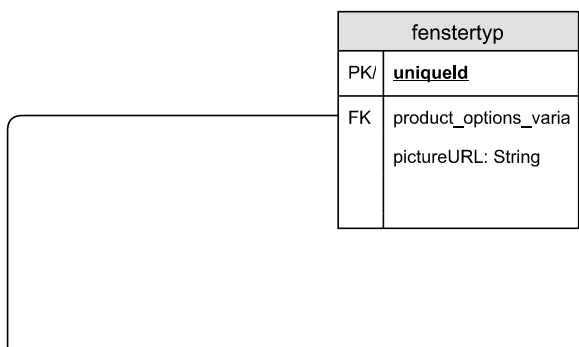 fenstertyp
PK/ uniqueId
FK product_options_varia
pictureURL: String